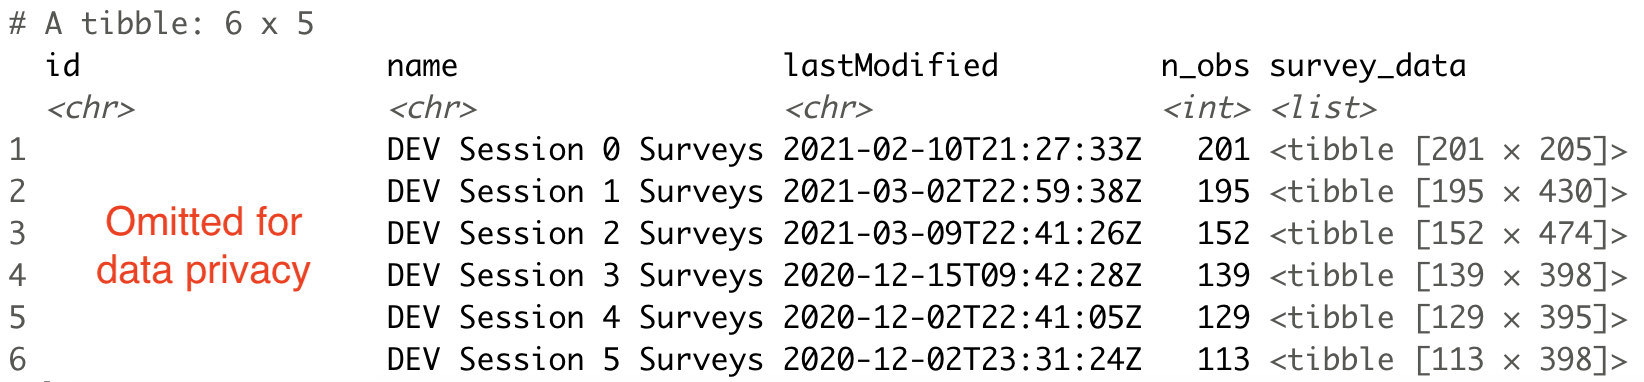 # A tibble: 6 x 5
id name lastModified n_obs survey_data
<chr> <chr> <chr> <int> <list>
1 DEV Session 0 Surveys 2021-02-10T21:27:33Z 201 <tibble [201 × 205]>
2 DEV Session 1 Surveys 2021-03-02T22:59:38Z 195 <tibble [195 × 430]>
Omitted for
3 DEV Session 2 Surveys 2021-03-09T22:41:26Z 152 <tibble [152 × 474]>
data privacy
4 DEV Session 3 Surveys 2020-12-15T09:42:28Z 139 <tibble [139 × 398]>
5 DEV Session 4 Surveys 2020-12-02T22:41:05Z 129 <tibble [129 × 395]>
6 DEV Session 5 Surveys 2020-12-02T23:31:24Z 113 <tibble [113 × 398]>